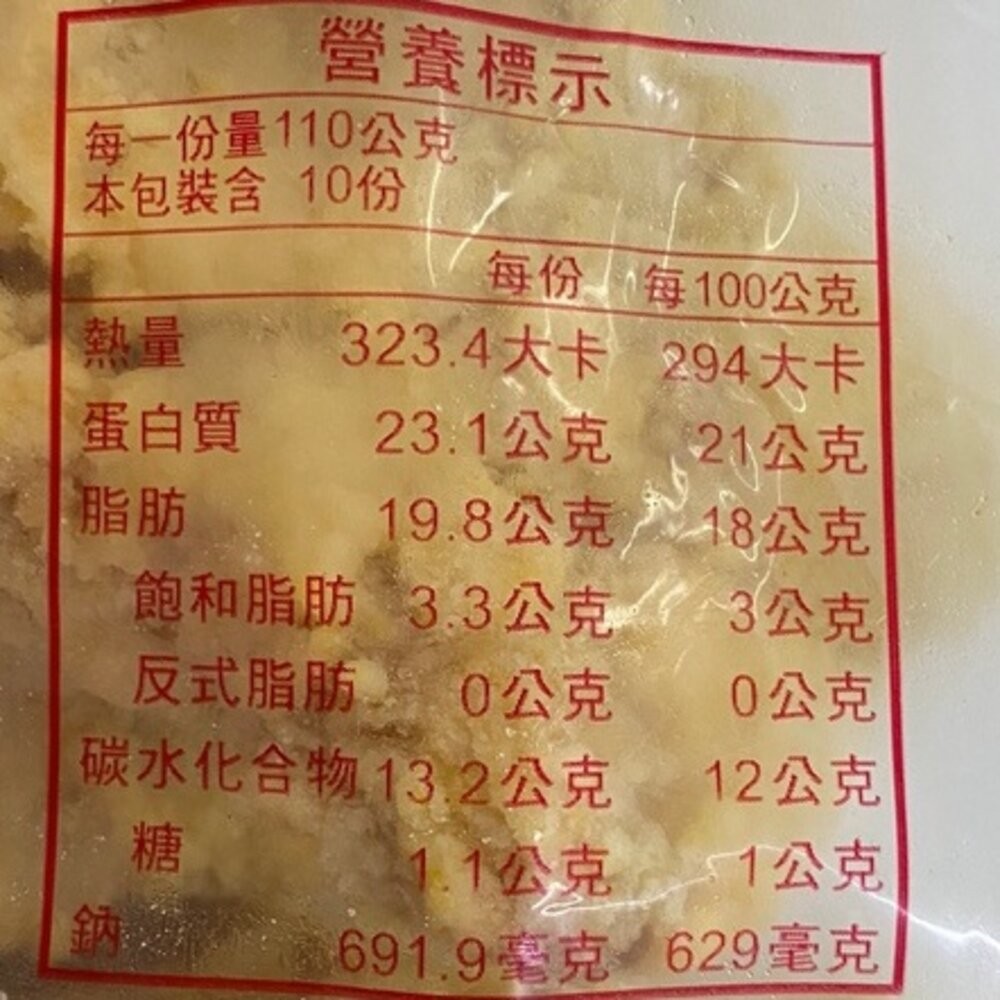 營養標示
每一份量110公克
本包裝含 10份
每份 每100公克
熱量 323.4大卡 294大卡
蛋白質 23.1公克 21公克
脂肪 19.8公克 18公克
飽和脂肪 3.3公克 3公克
反式脂肪 0公克 0公克
碳水化合物 13.2公克 12公克
糖 1.1公克 1公克
鈉 691.9毫克 629毫克